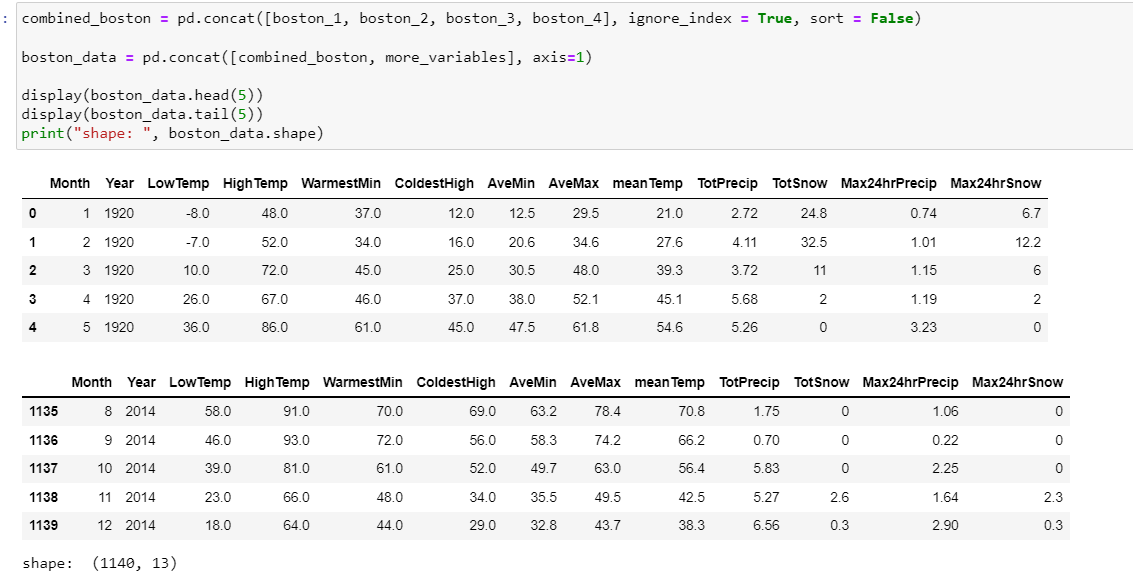 : combined_boston = pd.concat([boston_1, boston_2, boston_3, boston_4], ignore_index = True, sort = False)
boston_data = pd.concat([combined_boston, more_variables], axis=1)
display(boston_data.head(5))
display(boston_data.tail(5))
print("shape: ", boston_data.shape)
Month Year LowTemp HighTemp WarmestMin ColdestHigh AveMin AveMax meanTemp TotPrecip TotSnow Max24hrPrecip Max24hrSnow
0 1 1920 -8.0 48.0 37.0 12.0 12.5 29.5 21.0 2.72 24.8 0.74 6.7
1 2 1920 -7.0 52.0 34.0 16.0 20.6 34.6 27.6 4.11 32.5 1.01 12.2
2 3 1920 10.0 72.0 45.0 25.0 30.5 48.0 39.3 3.72 11 1.15 6
3 4 1920 26.0 67.0 46.0 37.0 38.0 52.1 45.1 5.68 2 1.19 2
4 5 1920 36.0 86.0 61.0 45.0 47.5 61.8 54.6 5.26 0 3.23 0
Month Year LowTemp HighTemp WarmestMin ColdestHigh AveMin AveMax meanTemp TotPrecip TotSnow Max24hrPrecip Max24hrSnow
1135 8 2014 58.0 91.0 70.0 69.0 63.2 78.4 70.8 1.75 0 1.06 0
1136 9 2014 46.0 93.0 72.0 56.0 58.3 74.2 66.2 0.70 0 0.22 0
1137 10 2014 39.0 81.0 61.0 52.0 49.7 63.0 56.4 5.83 0 2.25 0
1138 11 2014 23.0 66.0 48.0 34.0 35.5 49.5 42.5 5.27 2.6 1.64 2.3
1139 12 2014 18.0 64.0 44.0 29.0 32.8 43.7 38.3 6.56 0.3 2.90 0.3
shape:  (1140, 13)